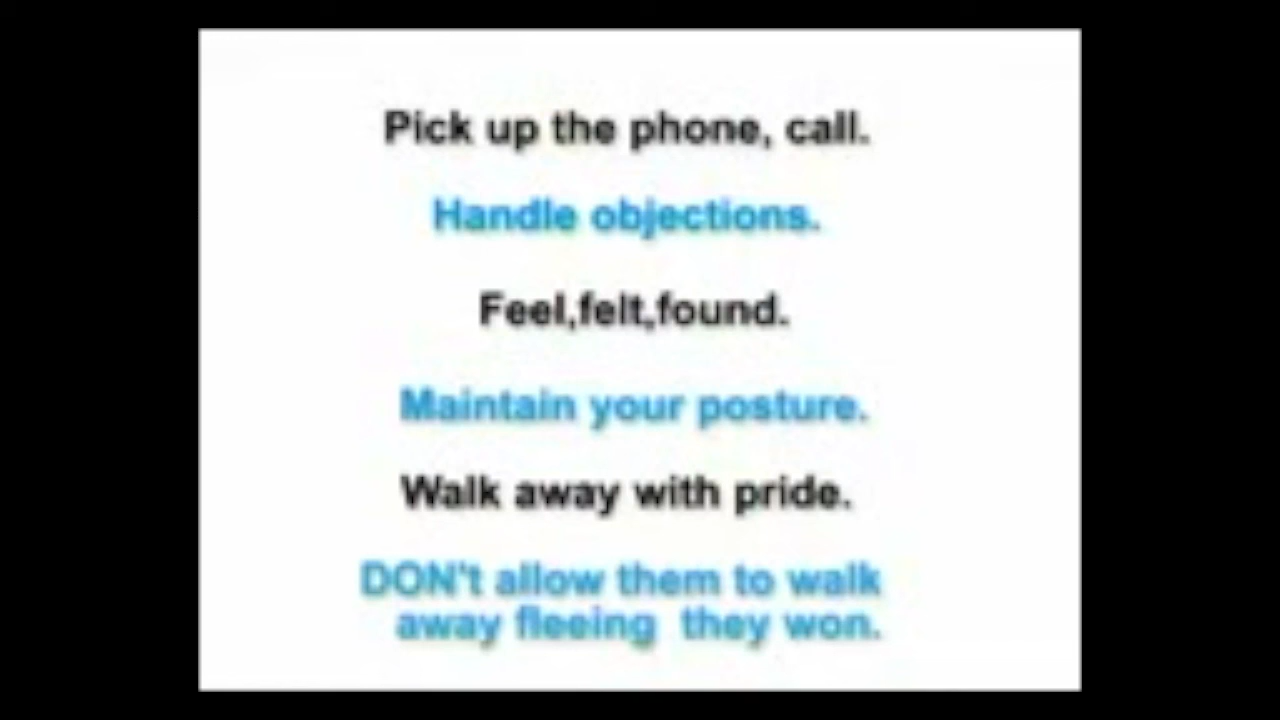 Pick up the phone, call.
Handle objections.
Feel,felt,found.
Maintain your posture.
Walk away with pride.
DON't allow them to walk
away fleeing they won.